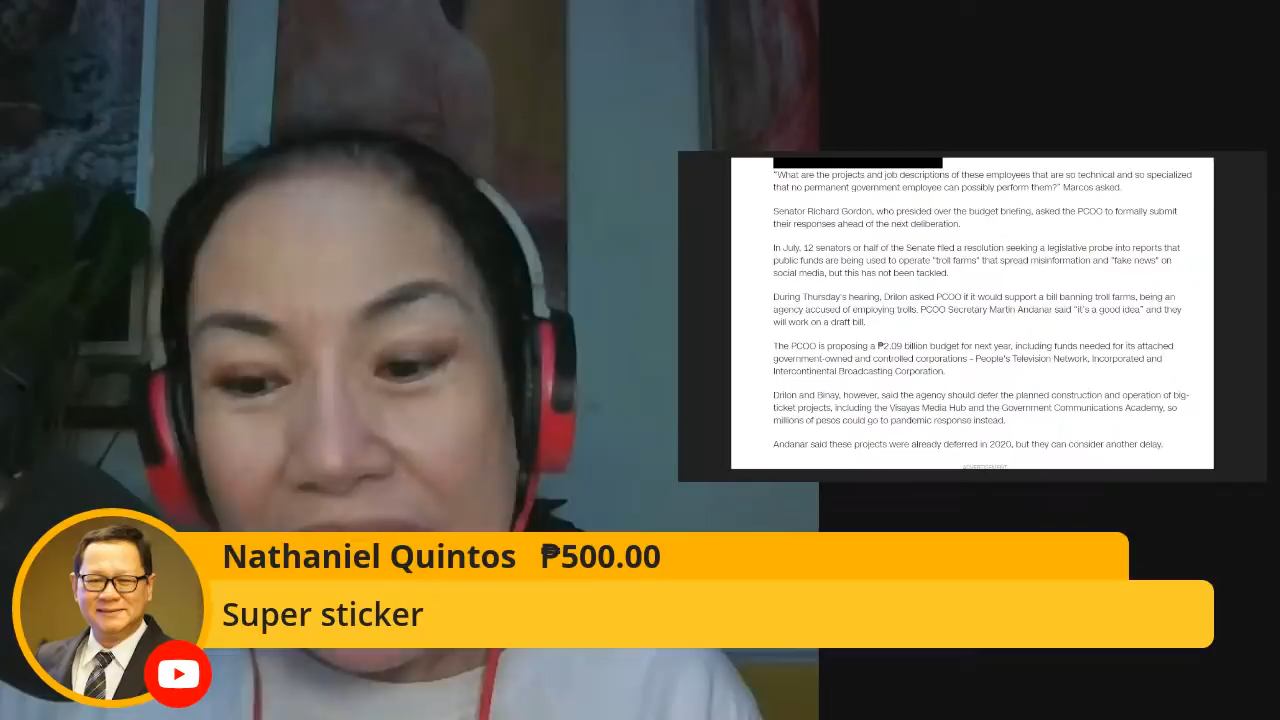 "What are the projects and job descriptions of these employees that are so technical and so specialized
that no permanent government employee can possibly perform them?" Marcos asked.
Senator Richard Gordon, who presided over the budget briefing, asked the PCOO to formally submit
their responses ahead of the next deliberation.
In July, 12 senators or half of the Senate filed a resolution seeking a legislative probe into reports that
public funds are being used to operate "troll farms" that spread misinformation and "fake news" on
social media, but this has not been tackled.
During Thursday's hearing, Drilon asked PCOO if it would support a bill banning troll farms, being an
agency accused of employing trolls. PCOO Secretary Martin Andanar said "it's a good idea" and they
will work on a draft bill.
The PCOO is proposing a ₱2.09 billion budget for next year, including funds needed for its attached
government-owned and controlled corporations - People's Television Network, Incorporated and
Intercontinental Broadcasting Corporation.
Drilon and Binay, however, said the agency should defer the planned construction and operation of big-
ticket projects, including the Visayas Media Hub and the Government Communications Academy, so
millions of pesos could go to pandemic response instead.
Andanar said these projects were already deferred in 2020, but they can consider another delay.
ADVERTISEMENT
Nathaniel Quintos ₱500.00
Super sticker